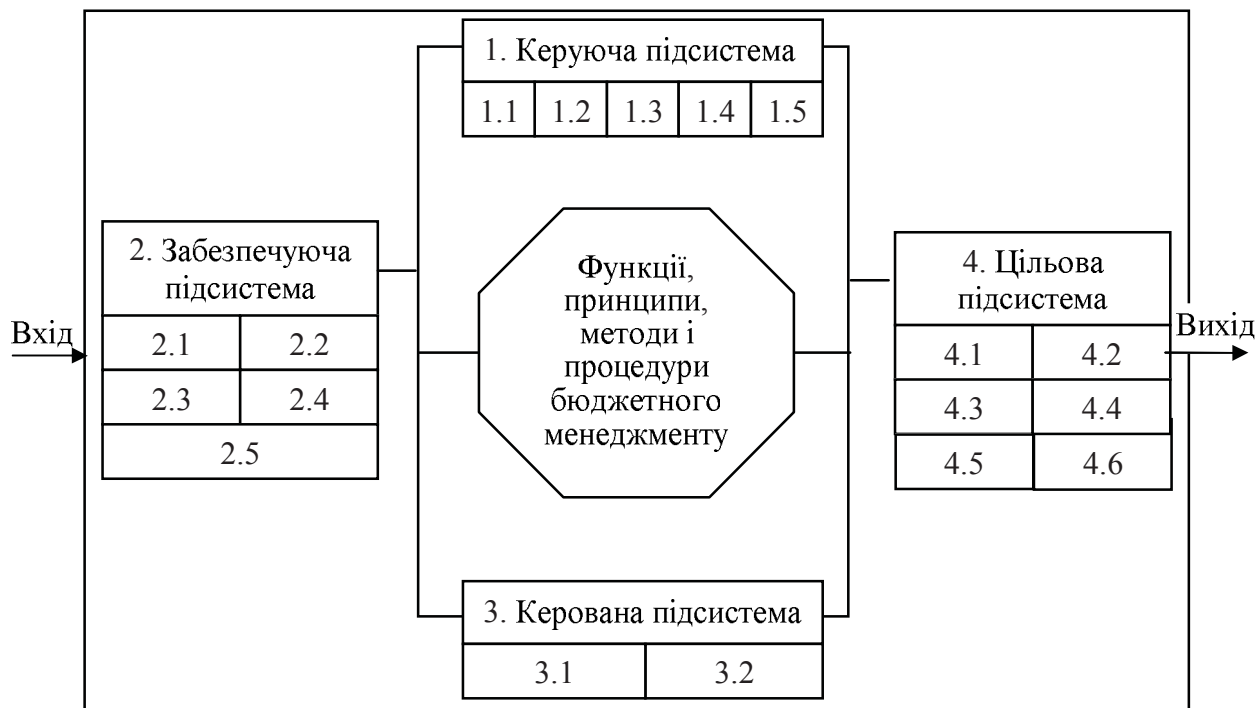 1. Керуюча підсистема
1.1 1.2 1.3 1.4 1.5
Вхід
2. Забезпечуюча
підсистема
2.1 2.2
2.3 2.4
2.5
Функції,
принципи,
методи і
процедури
бюджетного
менеджменту
4. Цільова
підсистема
4.1 4.2
4.3 4.4
4.5 4.6
Вихід
3. Керована підсистема
3.1 3.2